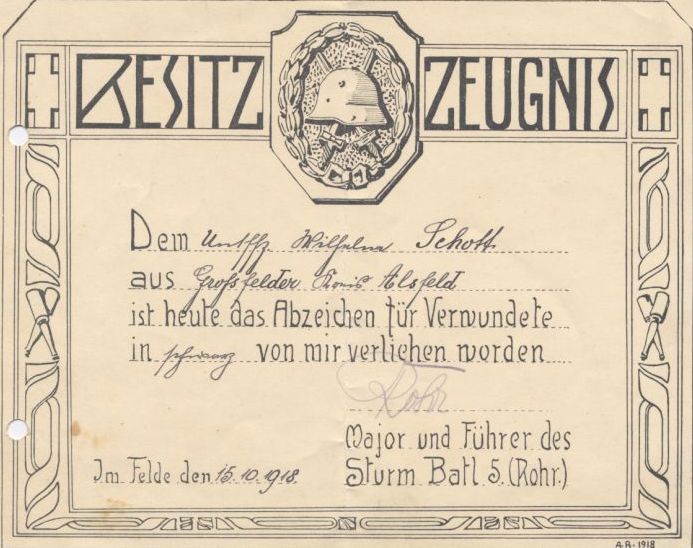 BESITZ ZEUGNIS
Dem Untffz. Wilhelm Schott
aus Großfelder Kreis Alsfeld
ist heute das Abzeichen für Verwundete
in schwarz von mir verliehen worden
Rohr
Major und Führer des
Im Felde den 15.10.1918. Sturm Batl. 5. (Rohr.)
A.R. 1918